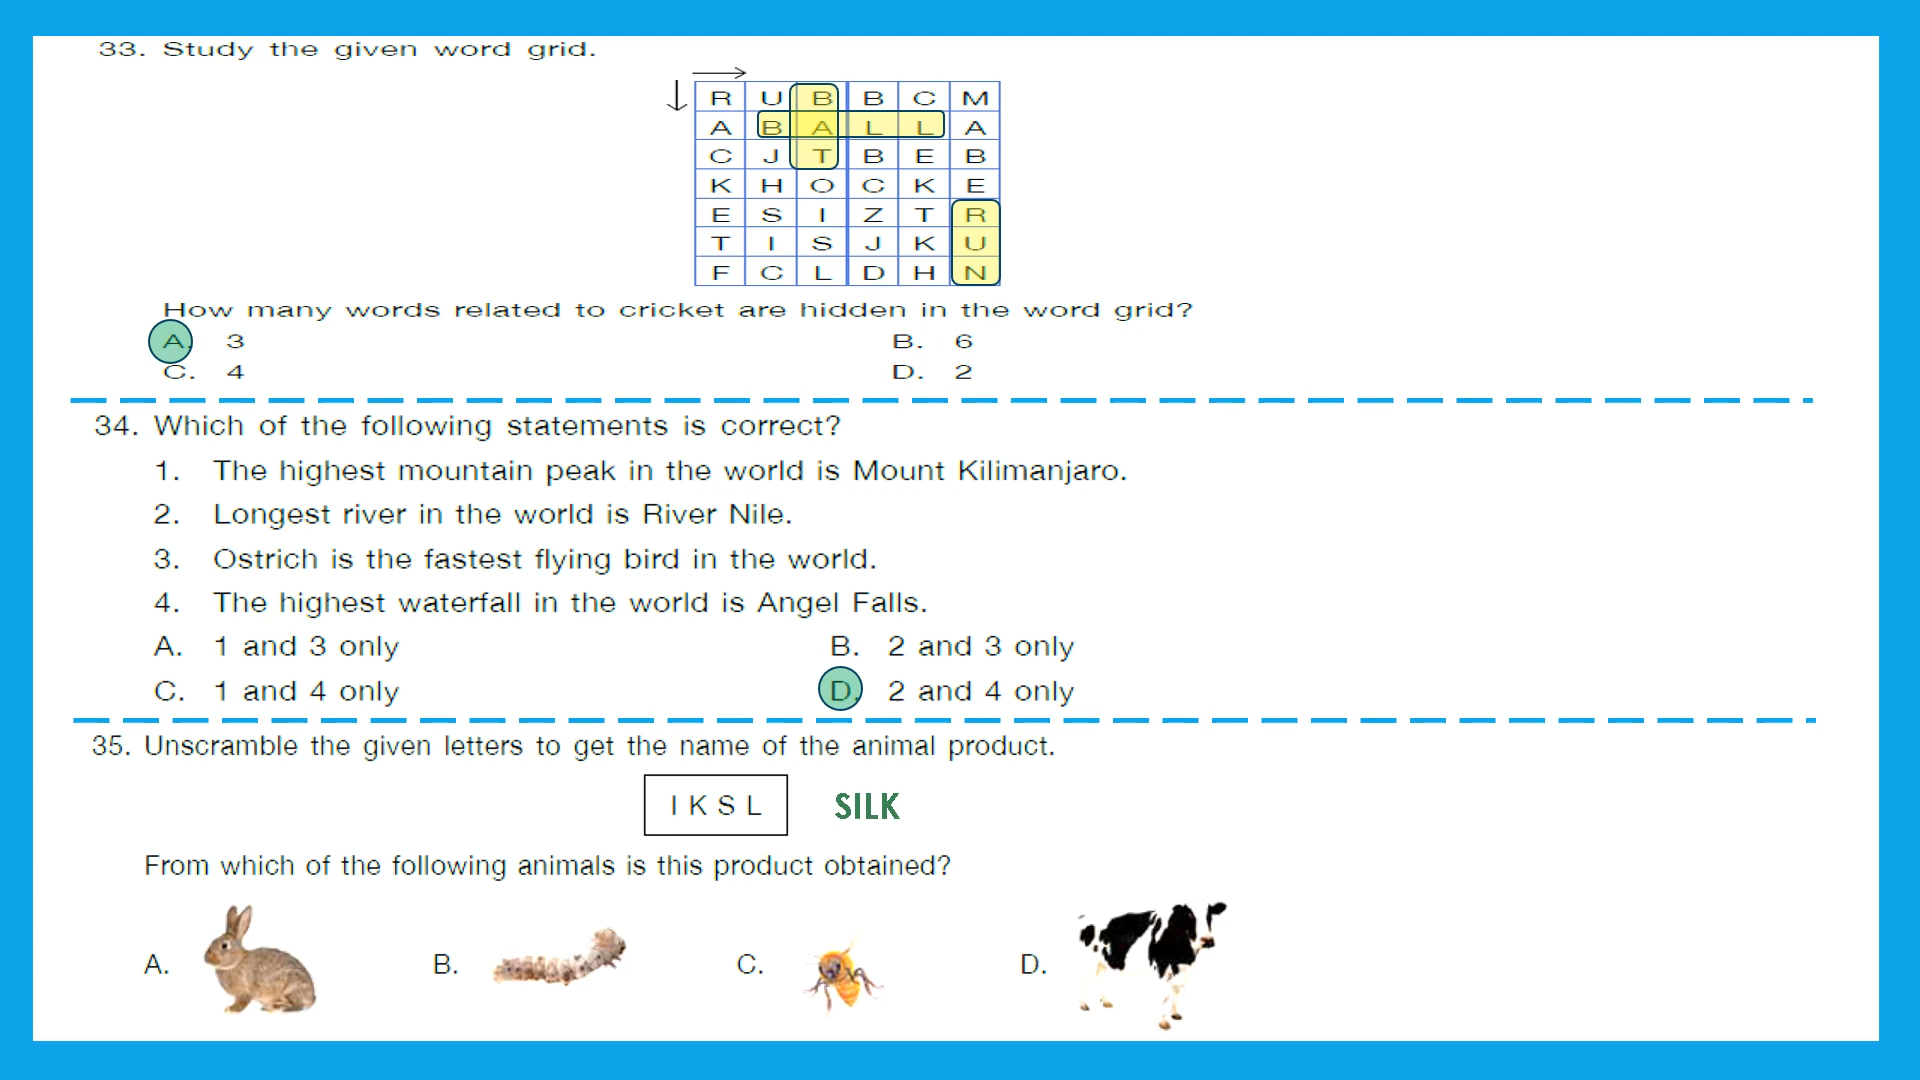 33. Study the given word grid.
R U B B C M
A B A L L A
C J T B E B
K H O C K E
E S I Z T R
T I S J K U
F C L D H N
How many words related to cricket are hidden in the word grid?
A. 3 B. 6
C. 4 D. 2
34. Which of the following statements is correct?
1. The highest mountain peak in the world is Mount Kilimanjaro.
2. Longest river in the world is River Nile.
3. Ostrich is the fastest flying bird in the world.
4. The highest waterfall in the world is Angel Falls.
A. 1 and 3 only B. 2 and 3 only
C. 1 and 4 only D. 2 and 4 only
35. Unscramble the given letters to get the name of the animal product.
I K S L SILK
From which of the following animals is this product obtained?
A. B. C. D.